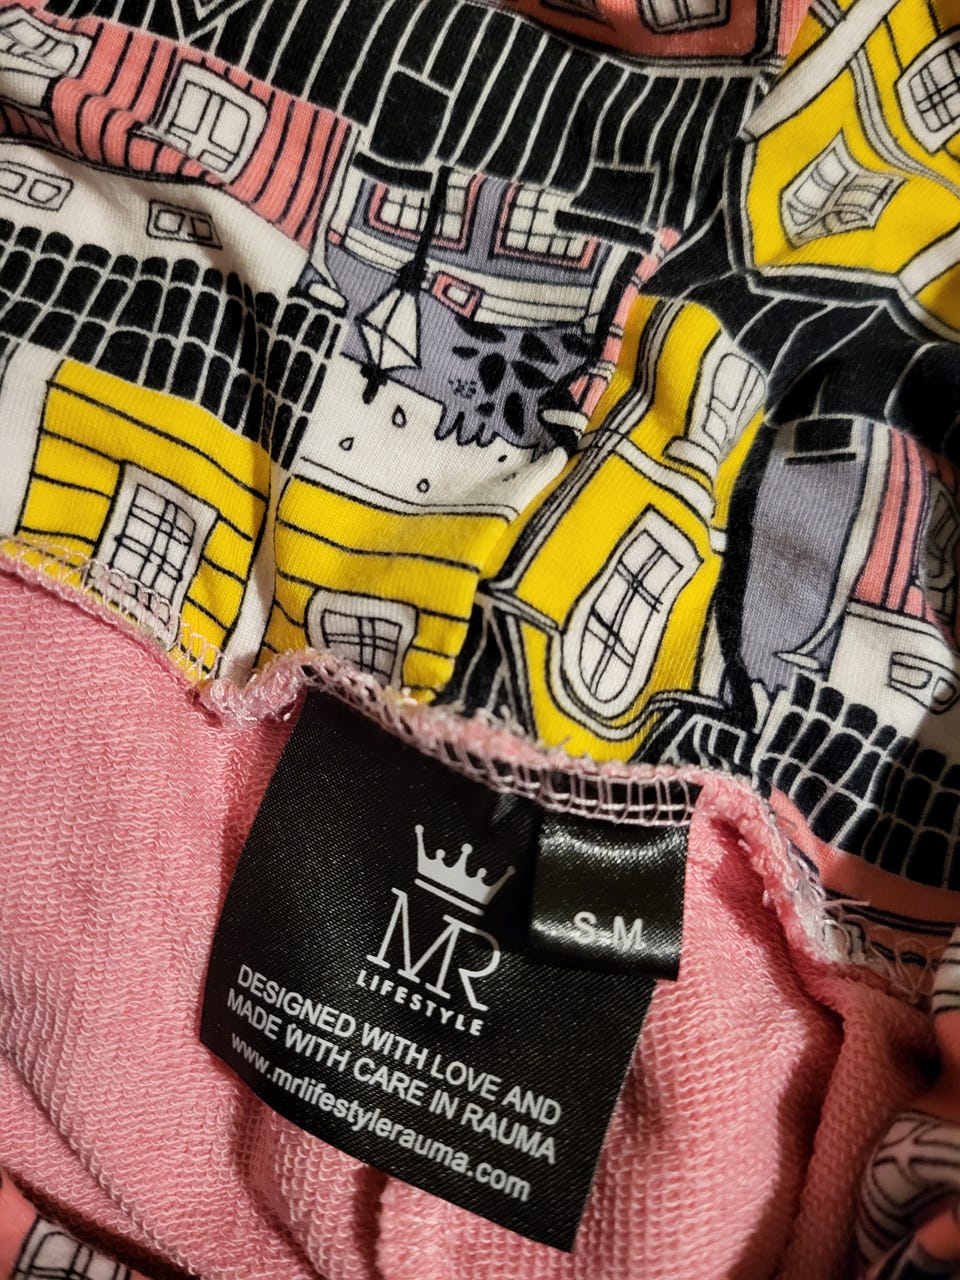 MR
LIFESTYLE
S-M
DESIGNED WITH LOVE AND
MADE WITH CARE IN RAUMA
www.mrlifestylerauma.com